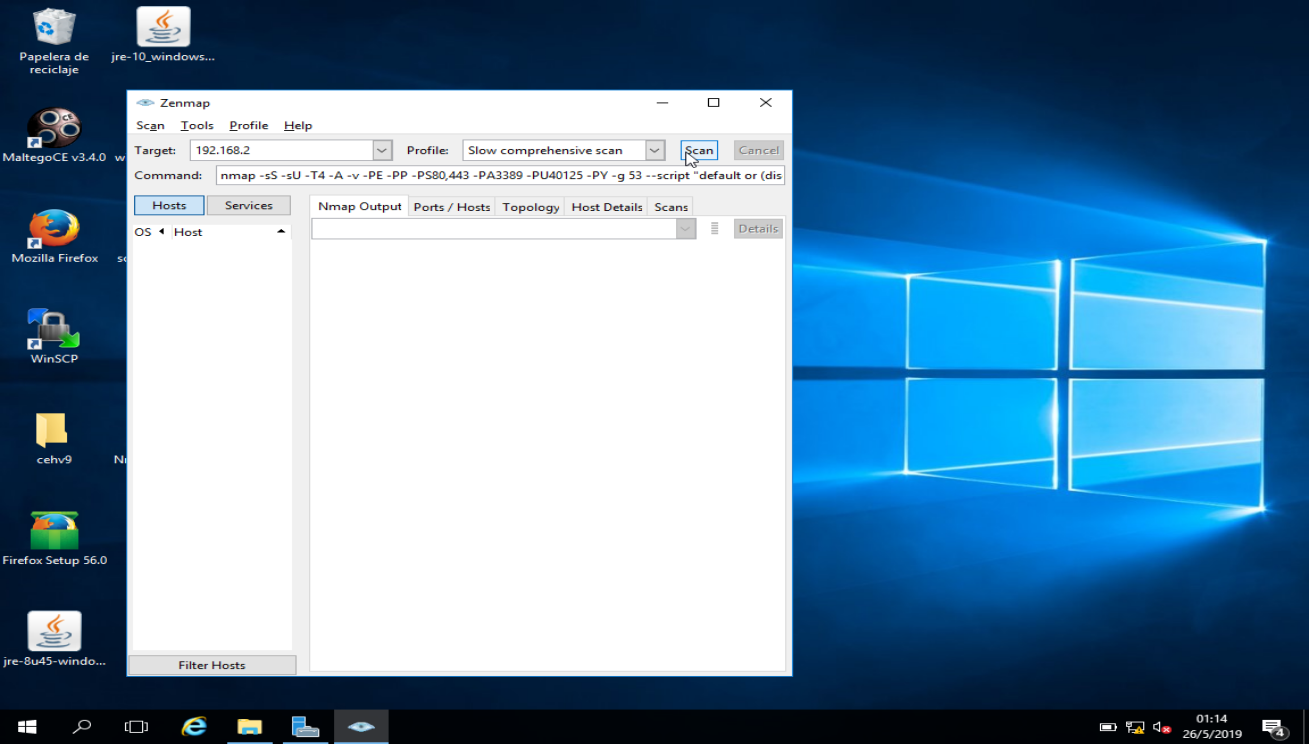 Papelera de
reciclaje
jre-10_windows...
MaltegoCE v3.4.0
w
Mozilla Firefox
sc
WinSCP
cehv9
Firefox Setup 56.0
jre-8u45-windo...
Zenmap
Scan Tools Profile Help
Target: 192.168.2 Profile: Slow comprehensive scan Scan Cancel
Command: nmap -sS -sU -T4 -A -v -PE -PP -PS80,443 -PA3389 -PU40125 -PY -g 53 --script "default or (dis
Hosts Services
Nmap Output Ports / Hosts Topology Host Details Scans
OS Host
Details
Filter Hosts
01:14
26/5/2019
4